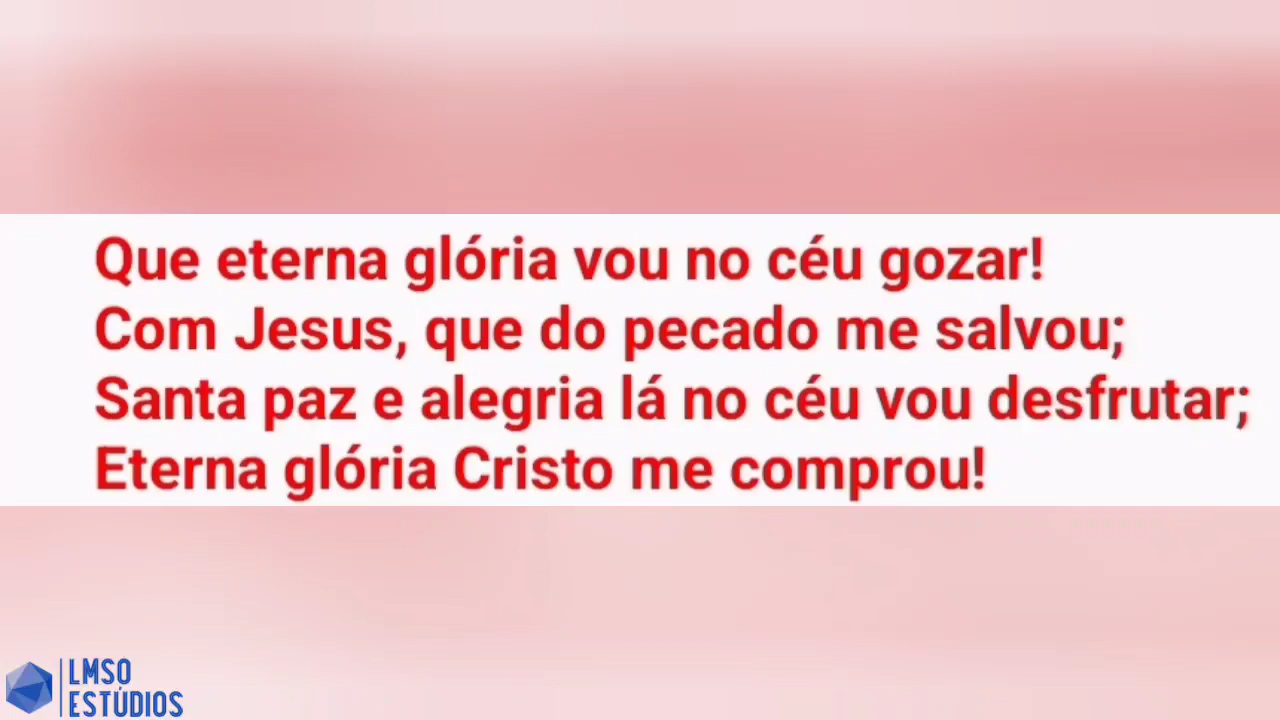 Que eterna glória vou no céu gozar!
Com Jesus, que do pecado me salvou;
Santa paz e alegria lá no céu vou desfrutar;
Eterna glória Cristo me comprou!
LMSO
ESTÚDIOS